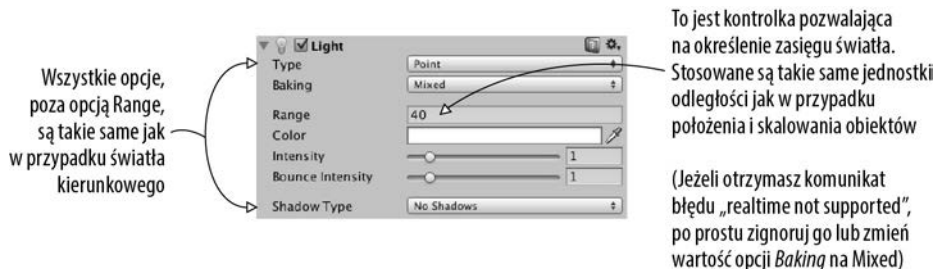 Wszystkie opcje,
poza opcją Range,
są takie same jak
w przypadku światła
kierunkowego
Light
Type
Point
Baking
Mixed
Range
40
Color
Intensity
1
Bounce Intensity
1
Shadow Type
No Shadows
To jest kontrolka pozwalająca
na określenie zasięgu światła.
Stosowane są takie same jednostki
odległości jak w przypadku
położenia i skalowania obiektów
(Jeżeli otrzymasz komunikat
błędu „realtime not supported”,
po prostu zignoruj go lub zmień
wartość opcji Baking na Mixed)